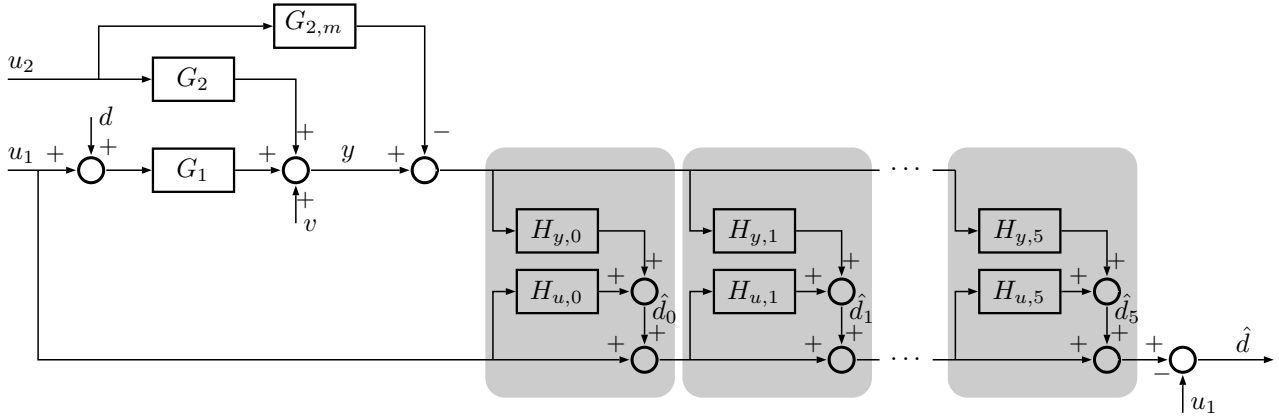 G_{2,m}
u_2
G_2
−
d
+
u_1 + +
G_1
+ y +
+
v
· · ·
H_{y,0} H_{y,1} H_{y,5}
+ + +
H_{u,0} + H_{u,1} + H_{u,5} +
\hat{d}_0 \hat{d}_1 \hat{d}_5
+ + +
+ + · · · + + \hat{d}
−
u_1